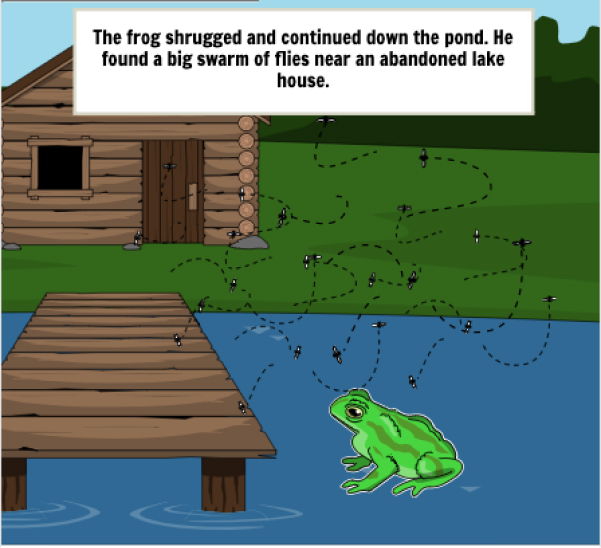 The frog shrugged and continued down the pond. He
found a big swarm of flies near an abandoned lake
house.